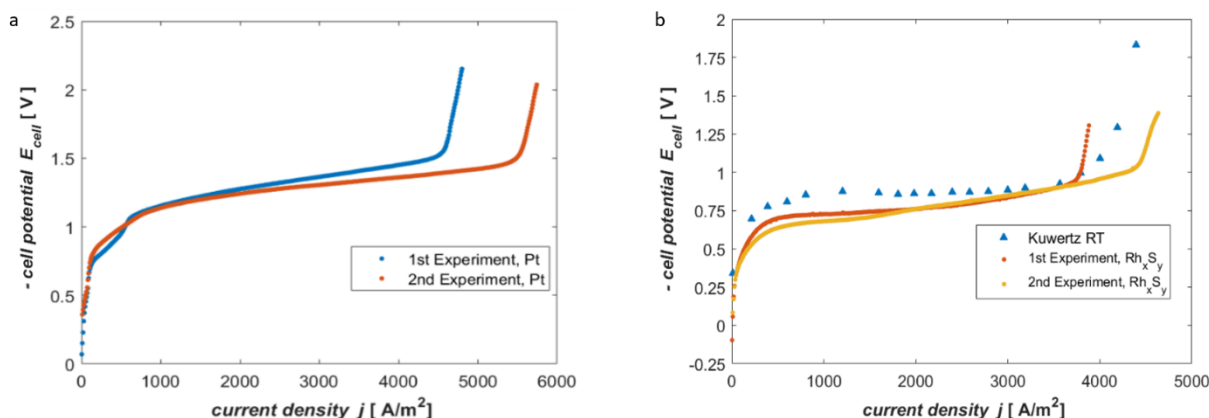 a
2.5
2
1.5
1
0.5
0
- cell potential E_cell [ V ]
0 1000 2000 3000 4000 5000 6000
current density j [ A/m²]
1st Experiment, Pt
2nd Experiment, Pt
b
2
1.75
1.5
1.25
1
0.75
0.5
0.25
0
-0.25
- cell potential E_cell [ V ]
0 1000 2000 3000 4000 5000
current density j [ A/m²]
Kuwertz RT
1st Experiment, Rh_xS_y
2nd Experiment, Rh_xS_y